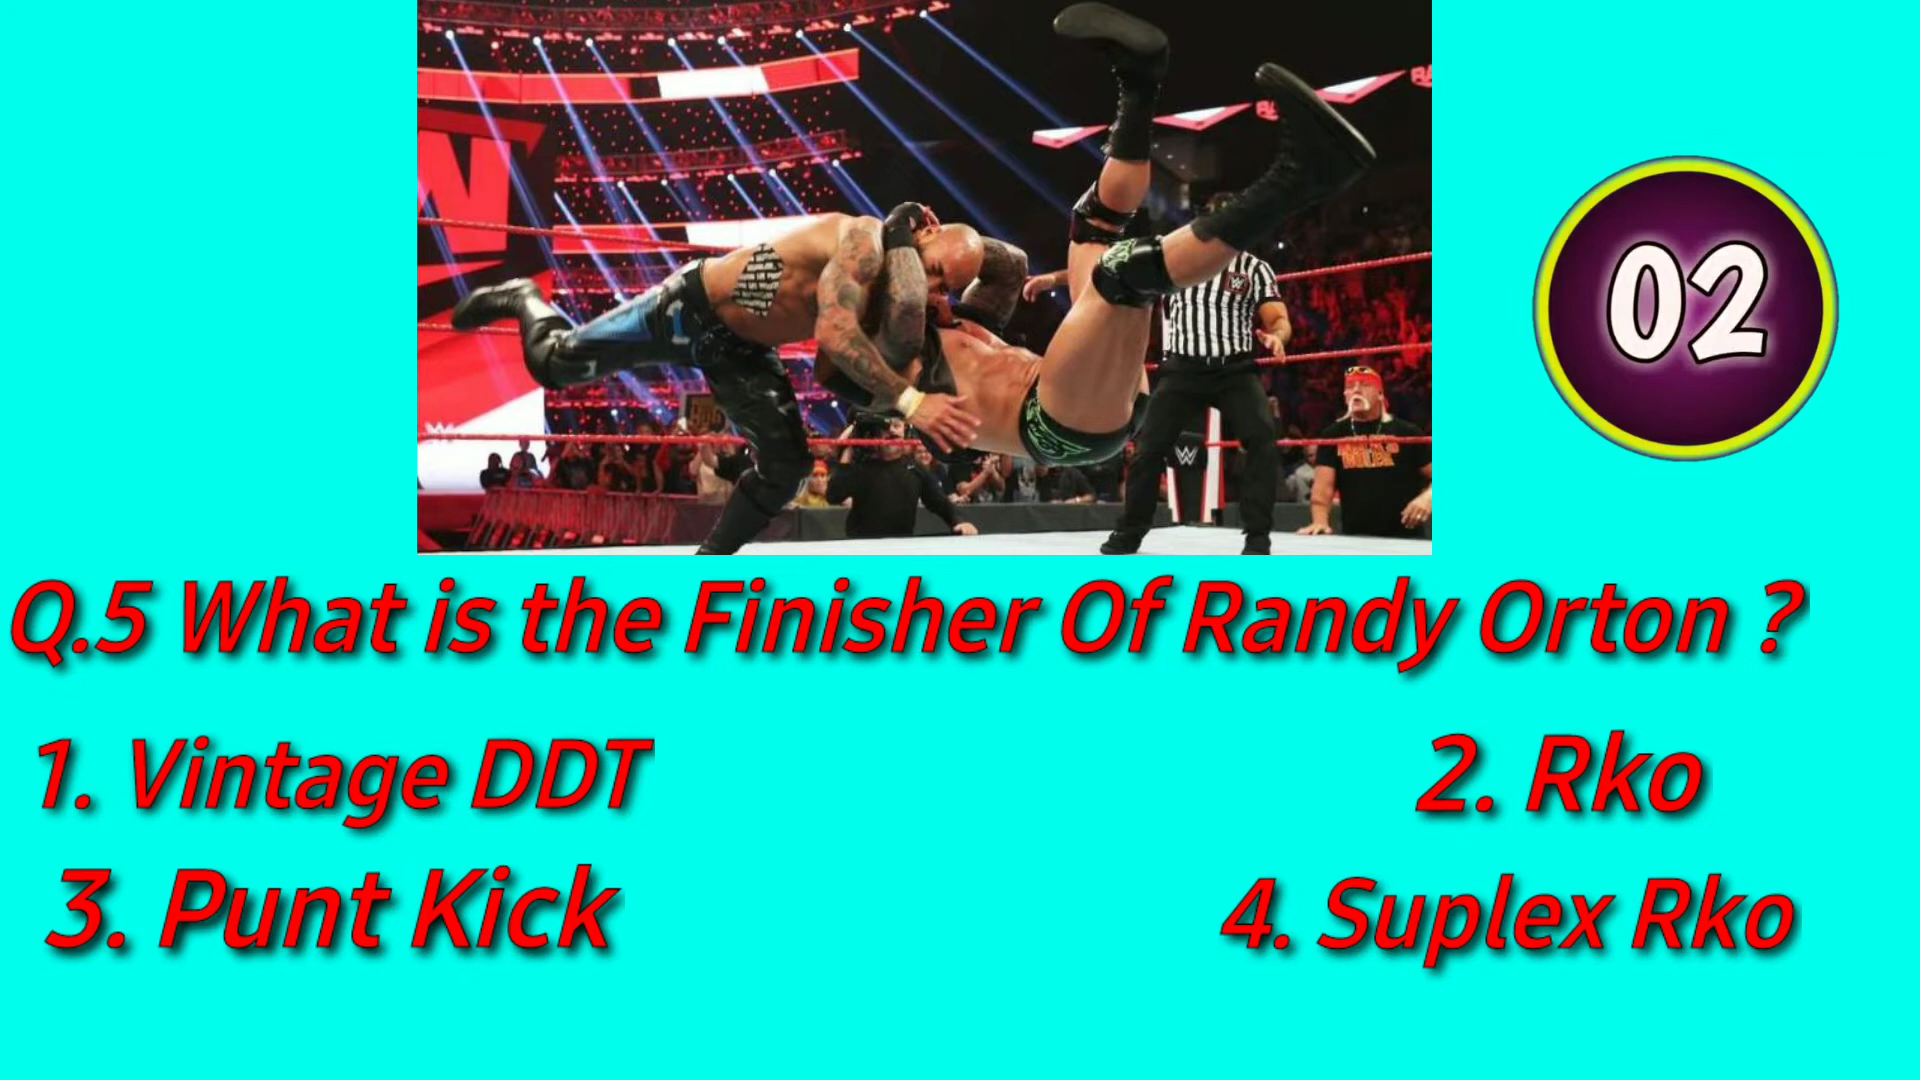 02
Q.5 What is the Finisher Of Randy Orton ?
1. Vintage DDT
2. Rko
3. Punt Kick
4. Suplex Rko